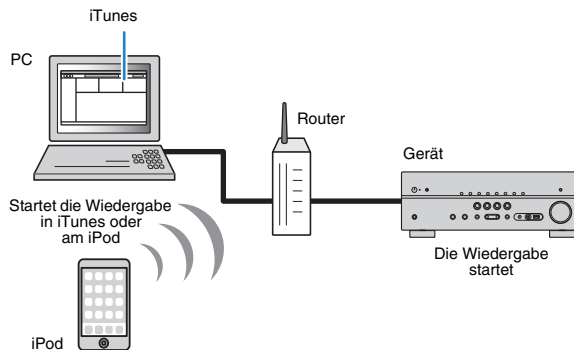 iTunes
PC
Router
Gerät
Startet die Wiedergabe
in iTunes oder
am iPod
Die Wiedergabe
startet
iPod